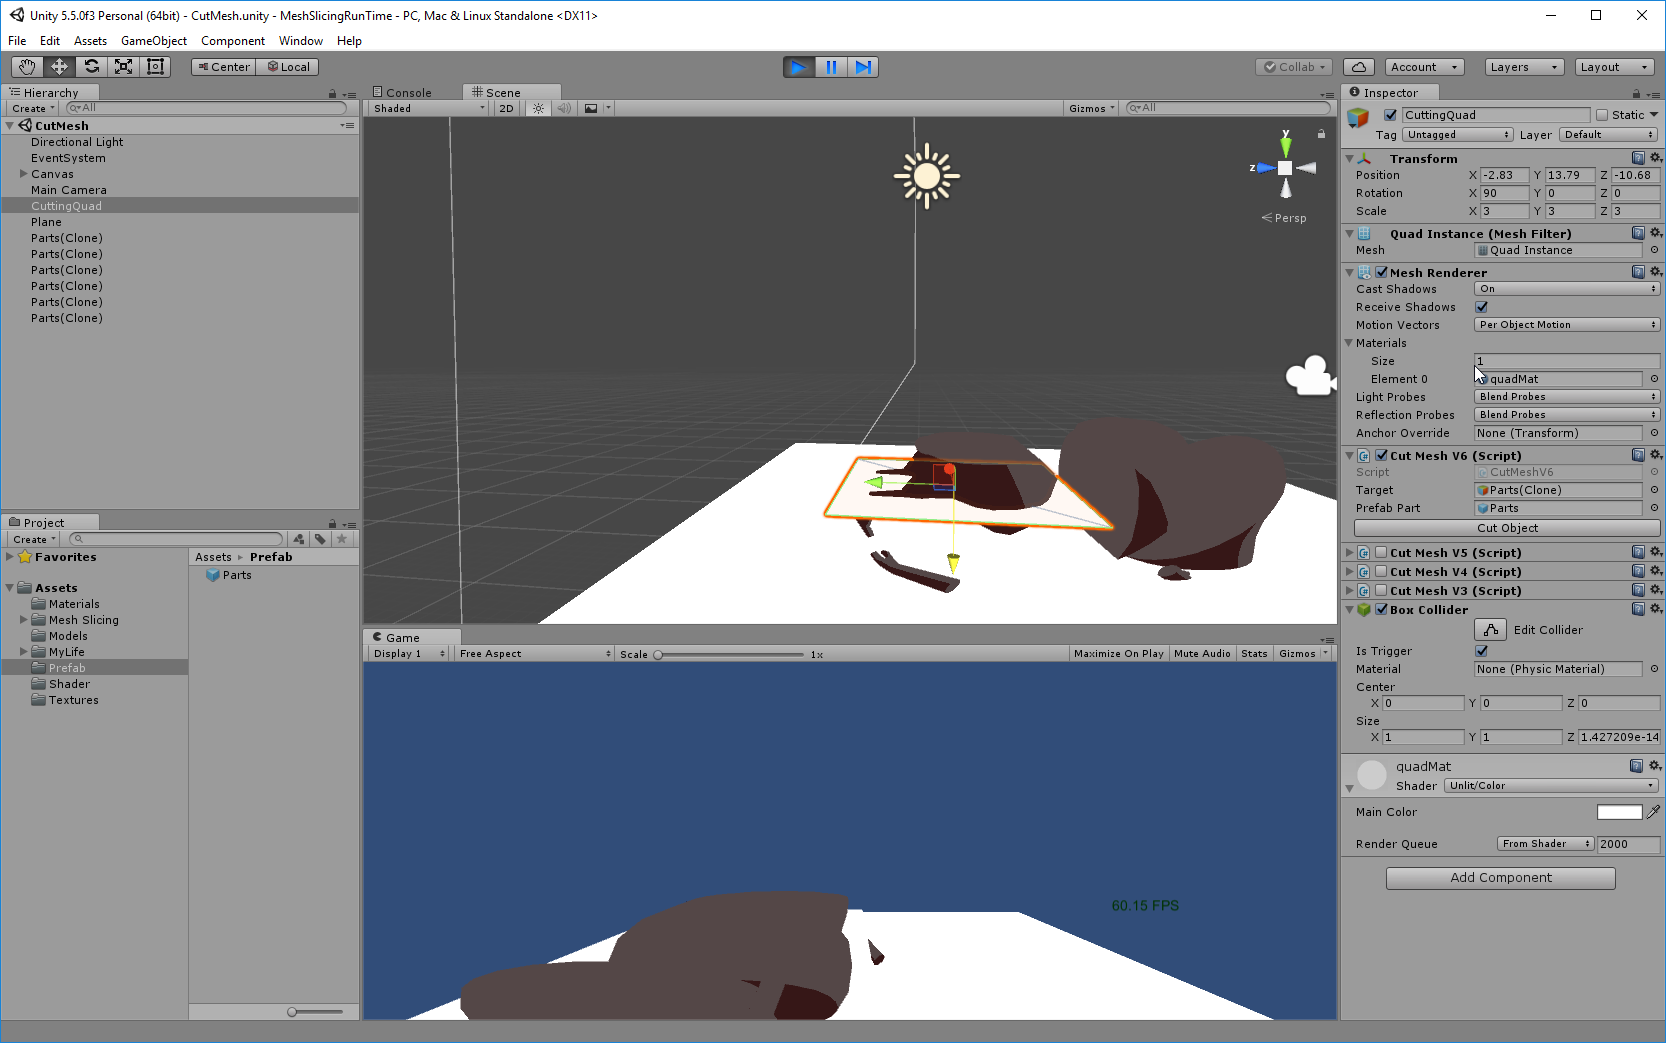 Unity 5.5.0f3 Personal (64bit) - CutMesh.unity - MeshSlicingRunTime - PC, Mac & Linux Standalone <DX11>
File Edit Assets GameObject Component Window Help
Center Local Collab Account Layers Layout
Hierarchy
Create All
CutMesh
Directional Light
EventSystem
Canvas
Main Camera
CuttingQuad
Plane
Parts(Clone)
Parts(Clone)
Parts(Clone)
Parts(Clone)
Parts(Clone)
Parts(Clone)
Project
Create
Favorites
Assets
Materials
Mesh Slicing
Models
MyLife
Prefab
Shader
Textures
Assets Prefab
Parts
Console Scene
Shaded 2D Gizmos All
y
z
Persp
Game
Display 1 Free Aspect Scale 1x Maximize On Play Mute Audio Stats Gizmos
60.15 FPS
Inspector
CuttingQuad Static
Tag Untagged Layer Default
Transform
Position X -2.83 Y 13.79 Z -10.68
Rotation X 90 Y 0 Z 0
Scale X 3 Y 3 Z 3
Quad Instance (Mesh Filter)
Mesh Quad Instance
Mesh Renderer
Cast Shadows On
Receive Shadows
Motion Vectors Per Object Motion
Materials
Size 1
Element 0 quadMat
Light Probes Blend Probes
Reflection Probes Blend Probes
Anchor Override None (Transform)
Cut Mesh V6 (Script)
Script CutMeshV6
Target Parts(Clone)
Prefab Part Parts
Cut Object
Cut Mesh V5 (Script)
Cut Mesh V4 (Script)
Cut Mesh V3 (Script)
Box Collider
Edit Collider
Is Trigger
Material None (Physic Material)
Center
X 0 Y 0 Z 0
Size
X 1 Y 1 Z 1.427209e-14
quadMat
Shader Unlit/Color
Main Color
Render Queue From Shader 2000
Add Component